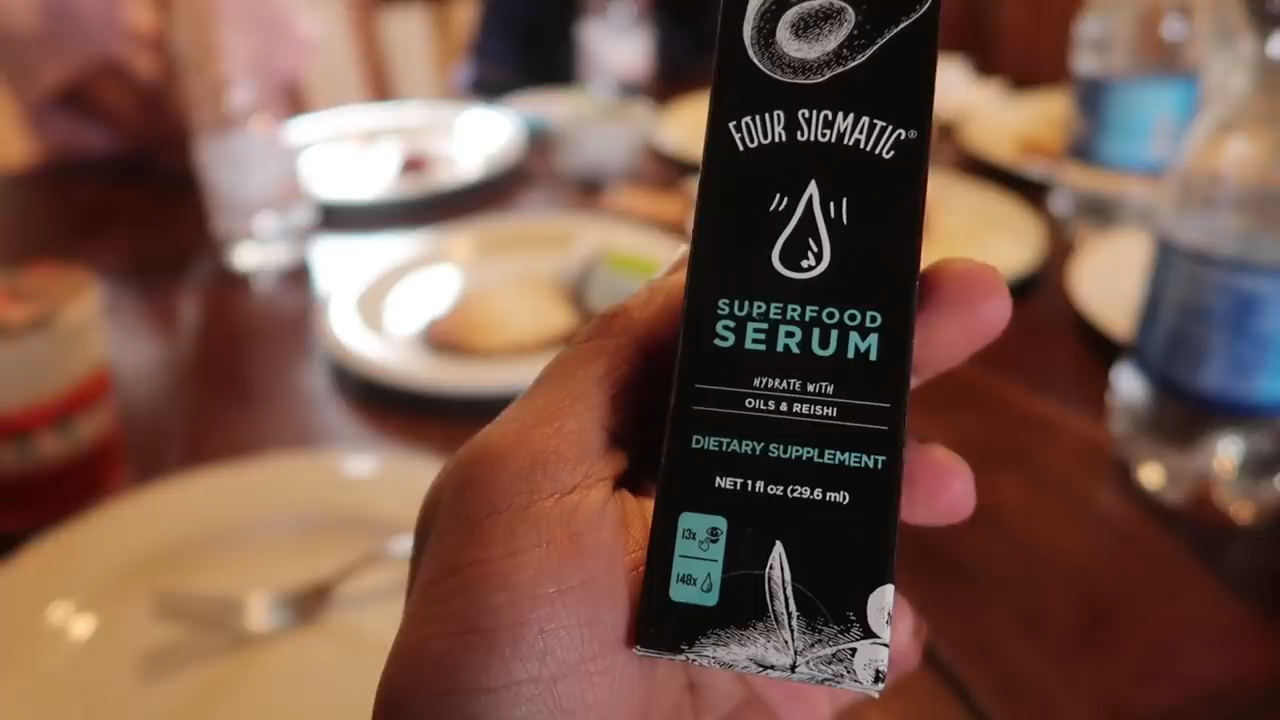 FOUR SIGMATIC®
SUPERFOOD
SERUM
HYDRATE WITH
OILS & REISHI
DIETARY SUPPLEMENT
NET 1 fl oz (29.6 ml)
13x
148x